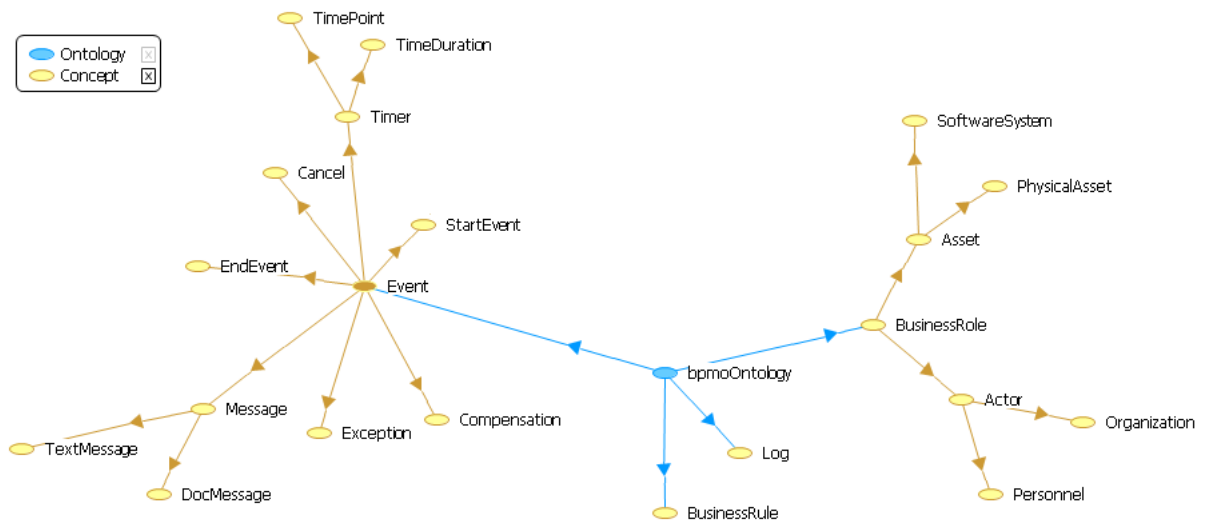 TimePoint
Ontology
TimeDuration
Concept
Timer
SoftwareSystem
Cancel
PhysicalAsset
StartEvent
Asset
EndEvent
Event
BusinessRole
bpmoOntology
Message
Actor
Compensation
Organization
Exception
TextMessage
Log
DocMessage
Personnel
BusinessRule